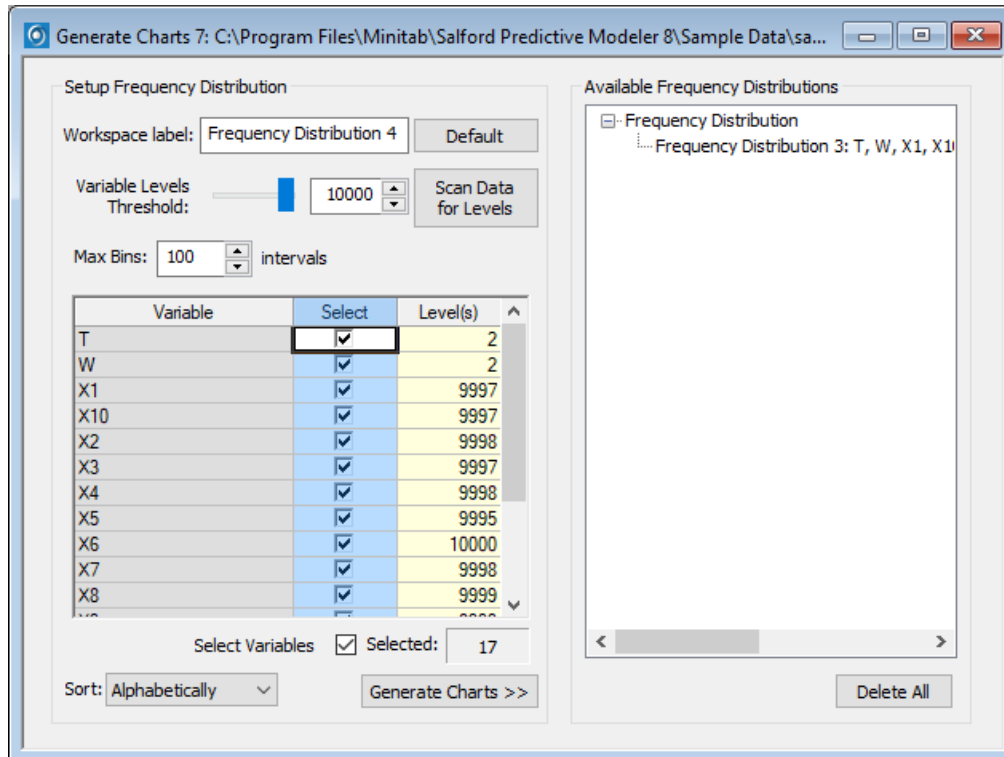 Generate Charts 7: C:\Program Files\Minitab\Salford Predictive Modeler 8\Sample Data\sa...
Setup Frequency Distribution
Workspace label: Frequency Distribution 4 Default
Variable Levels Threshold: 10000 Scan Data for Levels
Max Bins: 100 intervals
Variable Select Level(s)
T 2
W 2
X1 9997
X10 9997
X2 9998
X3 9997
X4 9998
X5 9995
X6 10000
X7 9998
X8 9999
Select Variables Selected: 17
Sort: Alphabetically Generate Charts >>
Available Frequency Distributions
Frequency Distribution
Frequency Distribution 3: T, W, X1, X1
Delete All